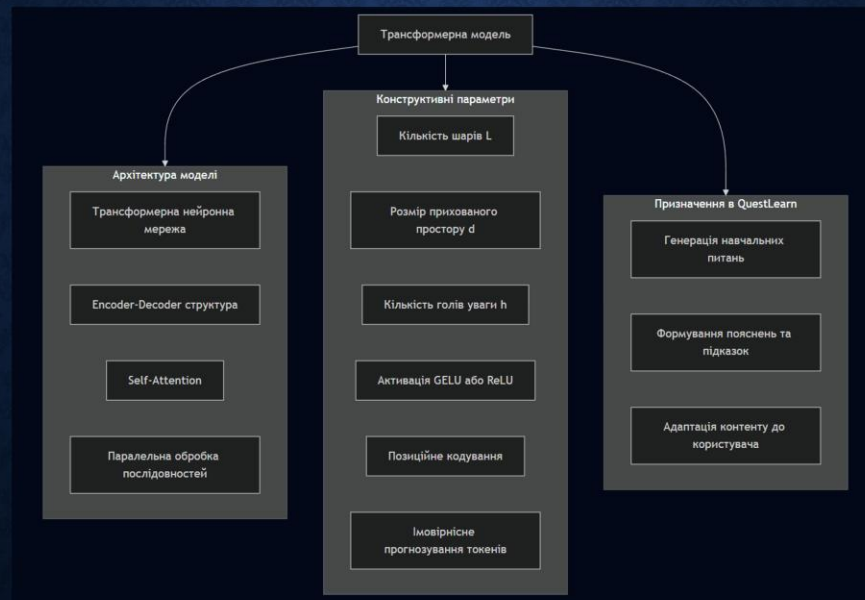 Трансформерна модель
Архітектура моделі
Трансформерна нейронна
мережа
Encoder-Decoder структура
Self-Attention
Паралельна обробка
послідовностей
Конструктивні параметри
Кількість шарів L
Розмір прихованого
простору d
Кількість голів уваги h
Активація GELU або ReLU
Позиційне кодування
Імовірнісне
прогнозування токенів
Призначення в QuestLearn
Генерація навчальних
питань
Формування пояснень та
підказок
Адаптація контенту до
користувача